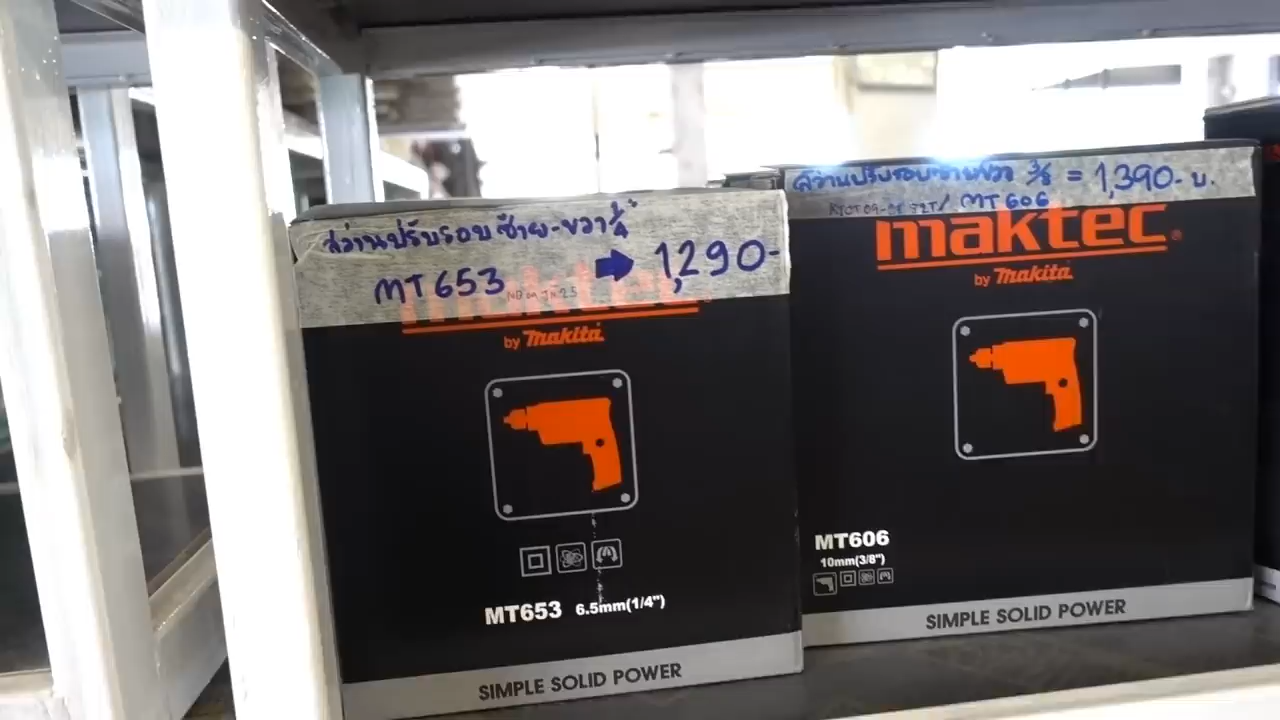 สว่านปรับรอบ ซ้าย-ขวา 1/4"
MT653 ➡ 1,290-
by Makita
MT653 6.5mm(1/4")
SIMPLE SOLID POWER
สว่านปรับรอบซ้ายขวา 3/8 = 1,390.- บ.
MT606
maktec®
by Makita
MT606
10mm(3/8")
SIMPLE SOLID POWER